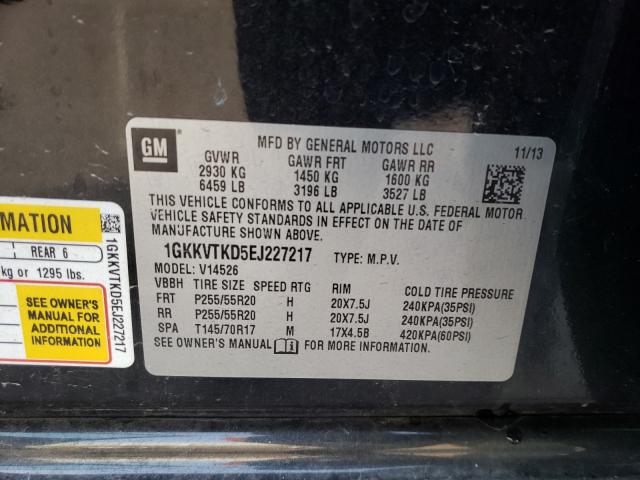 GM
MFD BY GENERAL MOTORS LLC
11/13
GVWR GAWR FRT GAWR RR
2930 KG 1450 KG 1600 KG
6459 LB 3196 LB 3527 LB
THIS VEHICLE CONFORMS TO ALL APPLICABLE U.S. FEDERAL MOTOR
VEHICLE SAFETY STANDARDS IN EFFECT ON THE DATE OF
MANUFACTURE SHOWN ABOVE.
1GKKVTKD5EJ227217 TYPE: M.P.V.
MODEL: V14526
VBBH TIRE SIZE SPEED RTG RIM COLD TIRE PRESSURE
FRT P255/55R20 H 20X7.5J 240KPA(35PSI)
RR P255/55R20 H 20X7.5J 240KPA(35PSI)
SPA T145/70R17 M 17X4.5B 420KPA(60PSI)
SEE OWNER'S MANUAL FOR MORE INFORMATION.
MATION
REAR 6
kg or 1295 lbs.
SEE OWNER'S
MANUAL FOR
ADDITIONAL
INFORMATION
1GKKVTKD5EJ227217